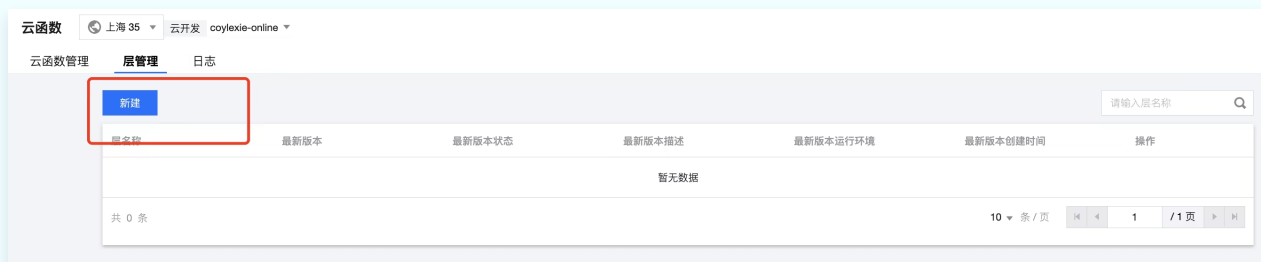 云函数 上海 35 云开发 coylexie-online
云函数管理 层管理 日志
新建 请输入层名称
层名称 最新版本 最新版本状态 最新版本描述 最新版本运行环境 最新版本创建时间 操作
暂无数据
共 0 条 10 条 / 页 1 / 1 页